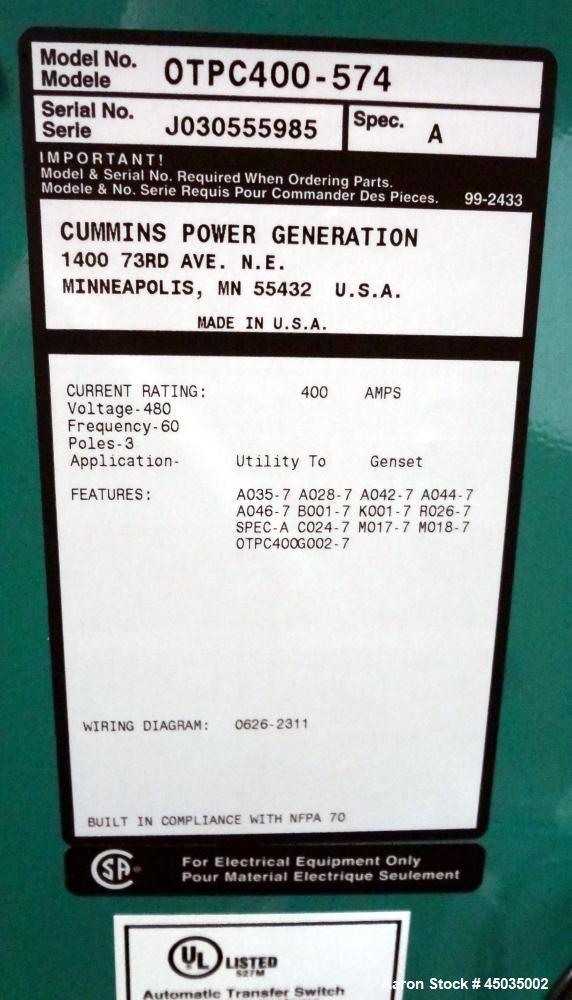 Model No.
Modele
OTPC400-574
Serial No.
Serie
J030555985
Spec.
A
IMPORTANT!
Model & Serial No. Required When Ordering Parts.
Modele & No. Serie Requis Pour Commander Des Pieces. 99-2433
CUMMINS POWER GENERATION
1400 73RD AVE. N.E.
MINNEAPOLIS, MN 55432 U.S.A.
MADE IN U.S.A.
CURRENT RATING: 400 AMPS
Voltage-480
Frequency-60
Poles-3
Application- Utility To Genset
FEATURES: A035-7 A028-7 A042-7 A044-7
A046-7 B001-7 K001-7 R026-7
SPEC-A C024-7 M017-7 M018-7
OTPC400G002-7
WIRING DIAGRAM: 0626-2311
BUILT IN COMPLIANCE WITH NFPA 70
SA
For Electrical Equipment Only
Pour Material Electrique Seulement
UL LISTED
527M
Automatic Transfer Switch
Aaron Stock # 45035002